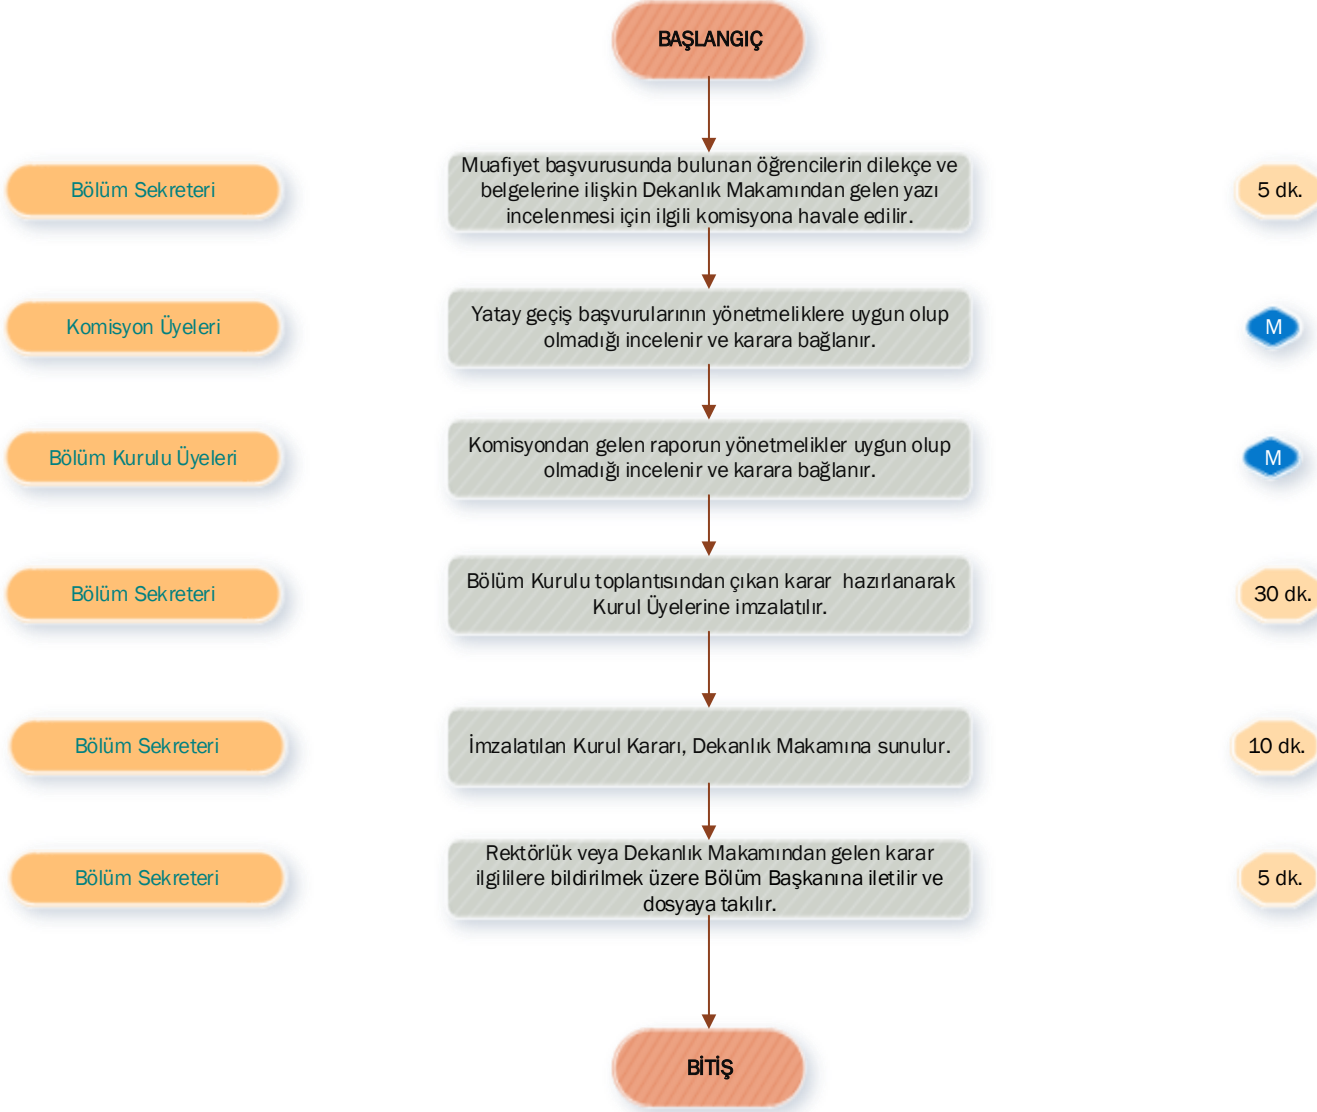 BAŞLANGIÇ
Bölüm Sekreteri
Muafiyet başvurusunda bulunan öğrencilerin dilekçe ve
belgelerine ilişkin Dekanlık Makamından gelen yazı
incelenmesi için ilgili komisyona havale edilir.
5 dk.
Komisyon Üyeleri
Yatay geçiş başvurularının yönetmeliklere uygun olup
olmadığı incelenir ve karara bağlanır.
M
Bölüm Kurulu Üyeleri
Komisyondan gelen raporun yönetmelikler uygun olup
olmadığı incelenir ve karara bağlanır.
M
Bölüm Sekreteri
Bölüm Kurulu toplantısından çıkan karar  hazırlanarak
Kurul Üyelerine imzalatılır.
30 dk.
Bölüm Sekreteri
İmzalatılan Kurul Kararı, Dekanlık Makamına sunulur.
10 dk.
Bölüm Sekreteri
Rektörlük veya Dekanlık Makamından gelen karar
ilgililere bildirilmek üzere Bölüm Başkanına iletilir ve
dosyaya takılır.
5 dk.
BİTİŞ